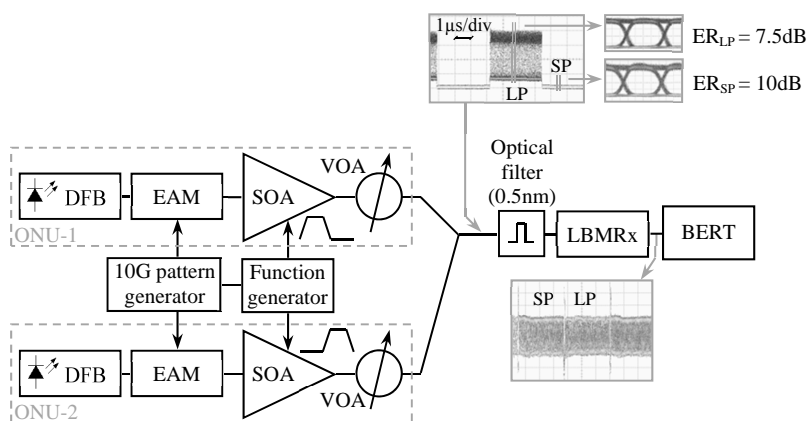 1μs/div
SP
LP
ER_LP = 7.5dB
ER_SP = 10dB
Optical
filter
(0.5nm)
VOA
DFB
EAM
SOA
LBMRx
BERT
ONU-1
10G pattern
generator
Function
generator
SP LP
DFB
EAM
SOA
VOA
ONU-2